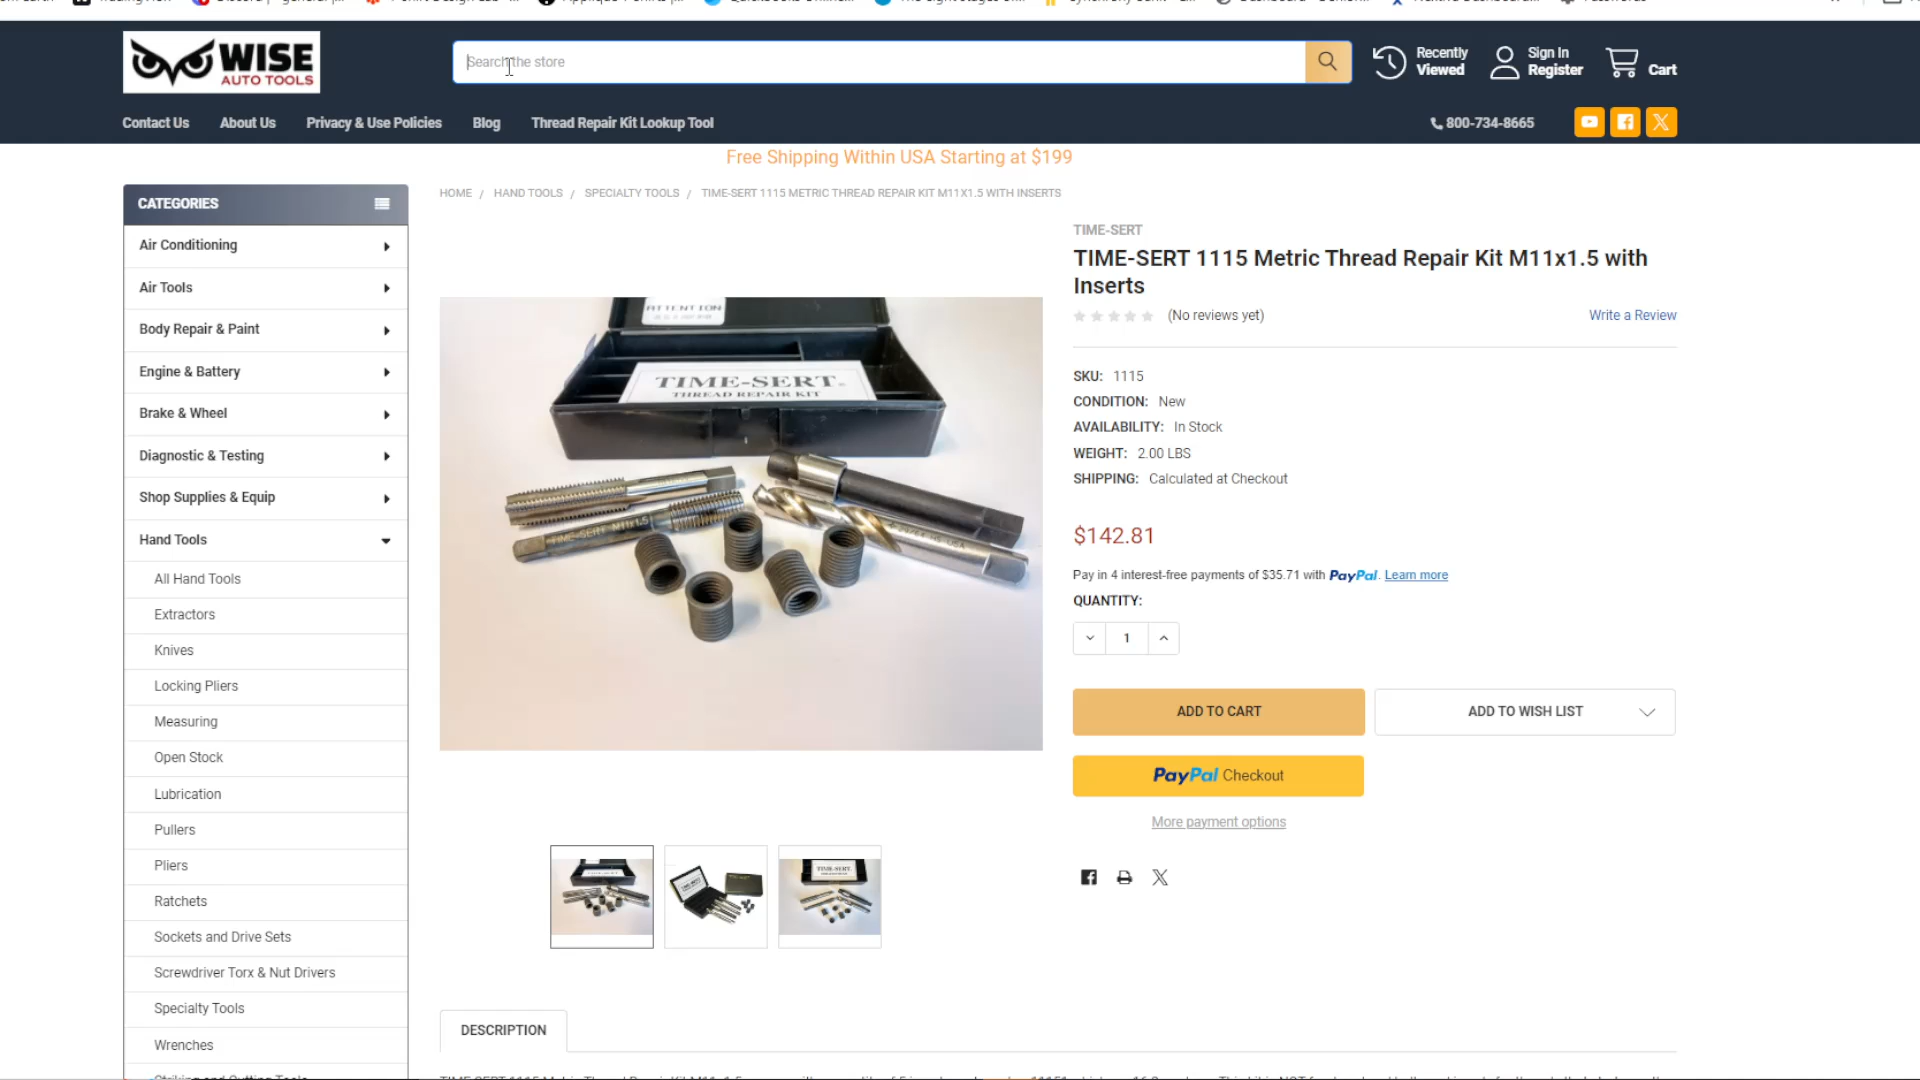 WISE
AUTO TOOLS
Search the store
Recently
Viewed
Sign In
Register
Cart
Contact Us
About Us
Privacy & Use Policies
Blog
Thread Repair Kit Lookup Tool
800-734-8665
Free Shipping Within USA Starting at $199
CATEGORIES
Air Conditioning
Air Tools
Body Repair & Paint
Engine & Battery
Brake & Wheel
Diagnostic & Testing
Shop Supplies & Equip
Hand Tools
All Hand Tools
Extractors
Knives
Locking Pliers
Measuring
Open Stock
Lubrication
Pullers
Pliers
Ratchets
Sockets and Drive Sets
Screwdriver Torx & Nut Drivers
Specialty Tools
Wrenches
HOME / HAND TOOLS / SPECIALTY TOOLS / TIME-SERT 1115 METRIC THREAD REPAIR KIT M11X1.5 WITH INSERTS
ATTENTION
TIME-SERT®
THREAD REPAIR KIT
TIME-SERT M11X1.5
TIME-SERT
TIME-SERT 1115 Metric Thread Repair Kit M11x1.5 with
Inserts
(No reviews yet)
Write a Review
SKU: 1115
CONDITION: New
AVAILABILITY: In Stock
WEIGHT: 2.00 LBS
SHIPPING: Calculated at Checkout
$142.81
Pay in 4 interest-free payments of $35.71 with PayPal. Learn more
QUANTITY:
1
ADD TO CART
ADD TO WISH LIST
PayPal Checkout
More payment options
DESCRIPTION